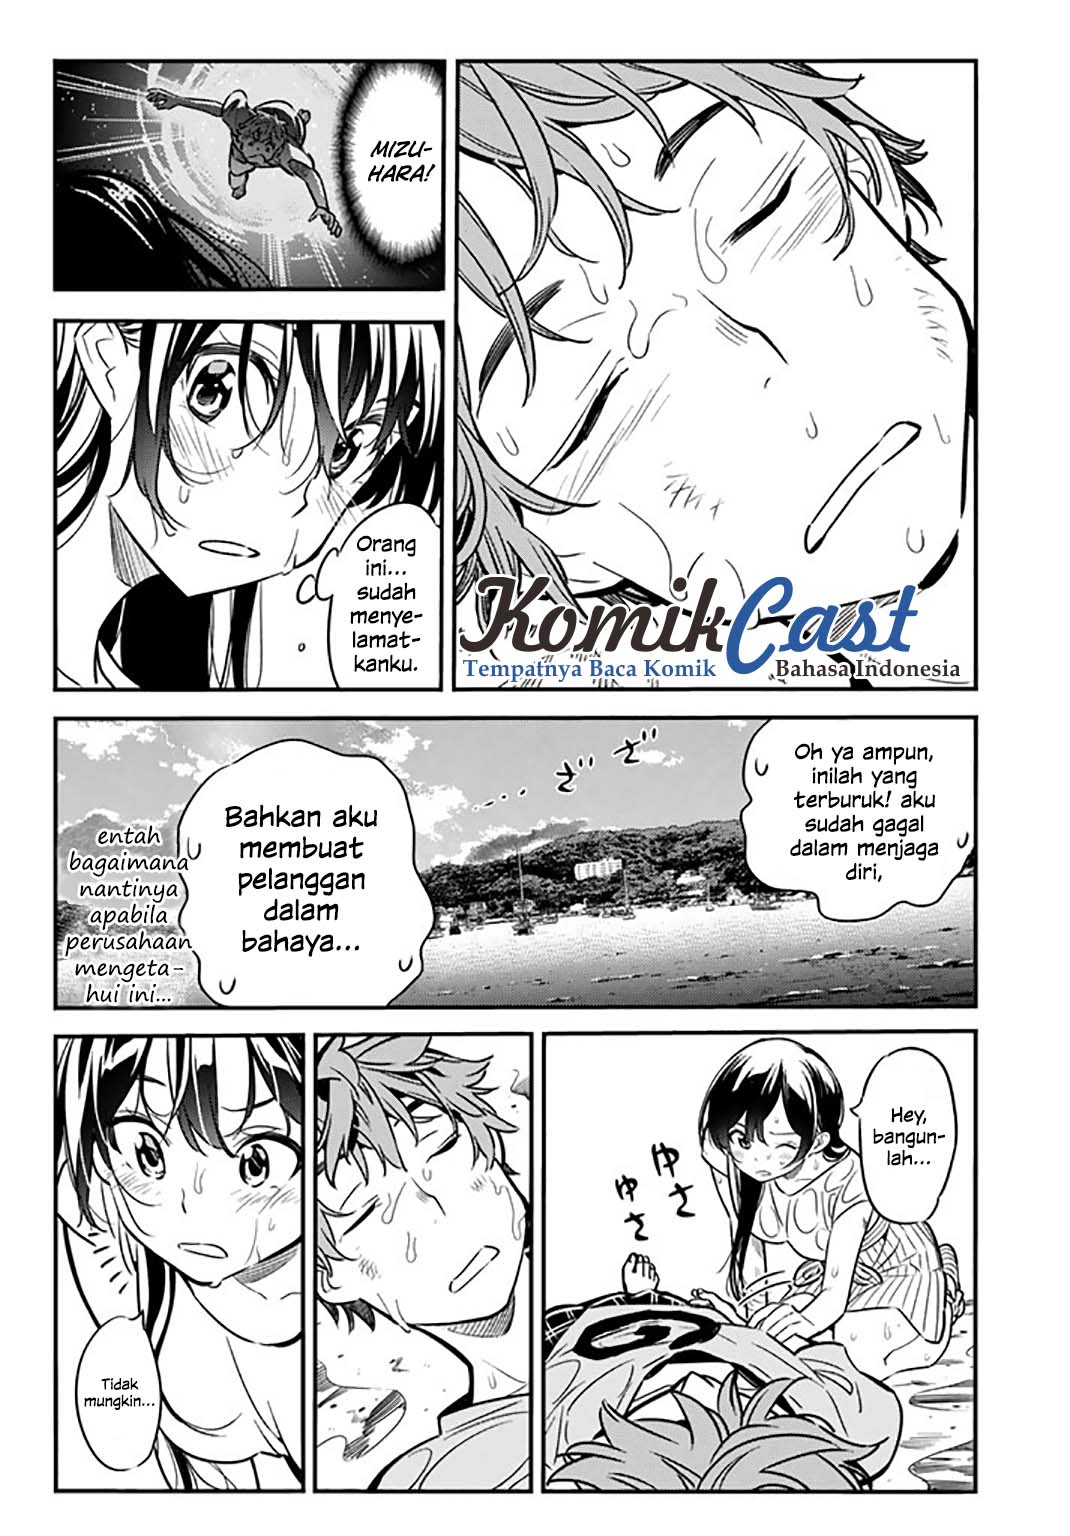 MIZU-
HARA!
Orang
ini...
sudah
menye-
lamat-
kanku.
KomikCast
Tempatnya Baca Komik Bahasa Indonesia
Oh ya ampun,
inilah yang
terburuk! aku
sudah gagal
dalam menjaga
diri,
ざ ざ
Bahkan aku
membuat
pelanggan
dalam
bahaya...
entah
bagaimana
nantinya
apabila
perusahaan
mengeta-
hui ini...
Hey,
bangun-
lah...
ゆさ
ゆさ
Tidak
mungkin...